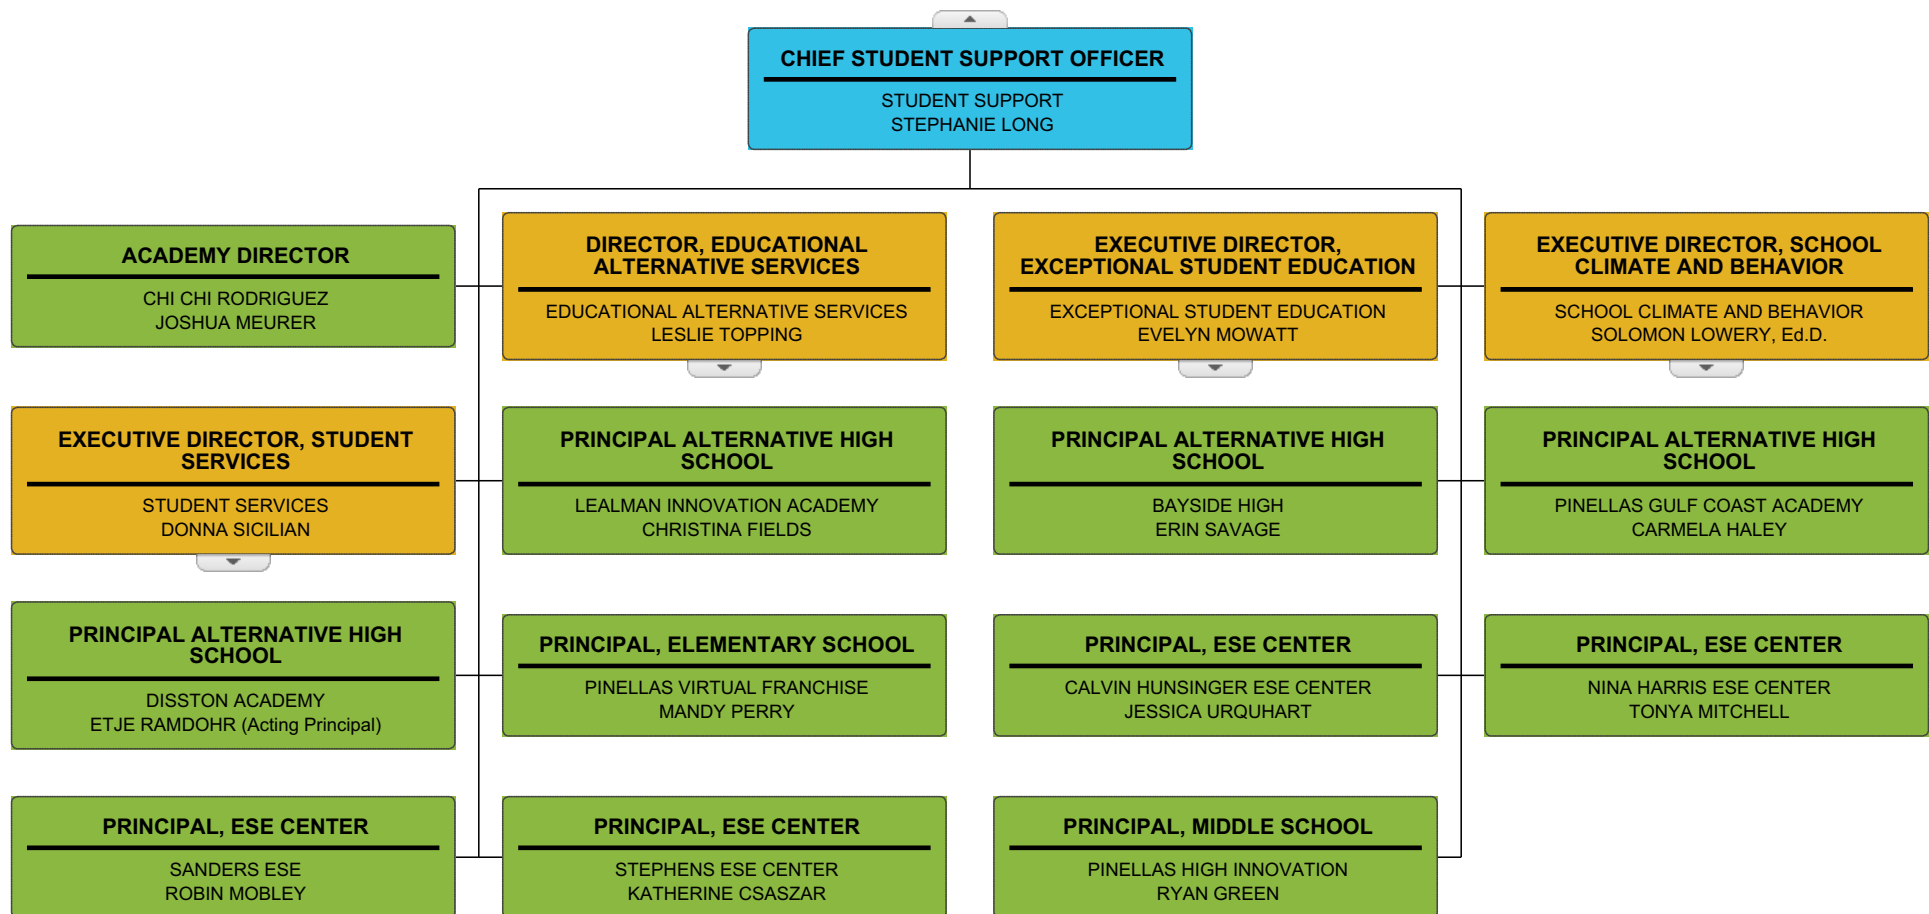 CHIEF STUDENT SUPPORT OFFICER
STUDENT SUPPORT
STEPHANIE LONG
ACADEMY DIRECTOR
CHI CHI RODRIGUEZ
JOSHUA MEURER
DIRECTOR, EDUCATIONAL
ALTERNATIVE SERVICES
EDUCATIONAL ALTERNATIVE SERVICES
LESLIE TOPPING
EXECUTIVE DIRECTOR,
EXCEPTIONAL STUDENT EDUCATION
EXCEPTIONAL STUDENT EDUCATION
EVELYN MOWATT
EXECUTIVE DIRECTOR, SCHOOL
CLIMATE AND BEHAVIOR
SCHOOL CLIMATE AND BEHAVIOR
SOLOMON LOWERY, Ed.D.
EXECUTIVE DIRECTOR, STUDENT
SERVICES
STUDENT SERVICES
DONNA SICILIAN
PRINCIPAL ALTERNATIVE HIGH
SCHOOL
LEALMAN INNOVATION ACADEMY
CHRISTINA FIELDS
PRINCIPAL ALTERNATIVE HIGH
SCHOOL
BAYSIDE HIGH
ERIN SAVAGE
PRINCIPAL ALTERNATIVE HIGH
SCHOOL
PINELLAS GULF COAST ACADEMY
CARMELA HALEY
PRINCIPAL ALTERNATIVE HIGH
SCHOOL
DISSTON ACADEMY
ETJE RAMDOHR (Acting Principal)
PRINCIPAL, ELEMENTARY SCHOOL
PINELLAS VIRTUAL FRANCHISE
MANDY PERRY
PRINCIPAL, ESE CENTER
CALVIN HUNSINGER ESE CENTER
JESSICA URQUHART
PRINCIPAL, ESE CENTER
NINA HARRIS ESE CENTER
TONYA MITCHELL
PRINCIPAL, ESE CENTER
SANDERS ESE
ROBIN MOBLEY
PRINCIPAL, ESE CENTER
STEPHENS ESE CENTER
KATHERINE CSASZAR
PRINCIPAL, MIDDLE SCHOOL
PINELLAS HIGH INNOVATION
RYAN GREEN